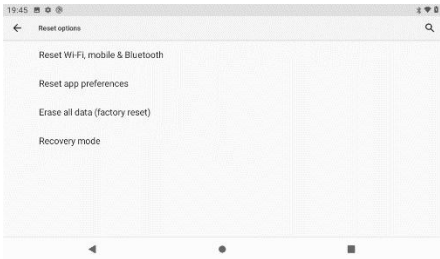 19:45
Reset options
Reset Wi-Fi, mobile & Bluetooth
Reset app preferences
Erase all data (factory reset)
Recovery mode